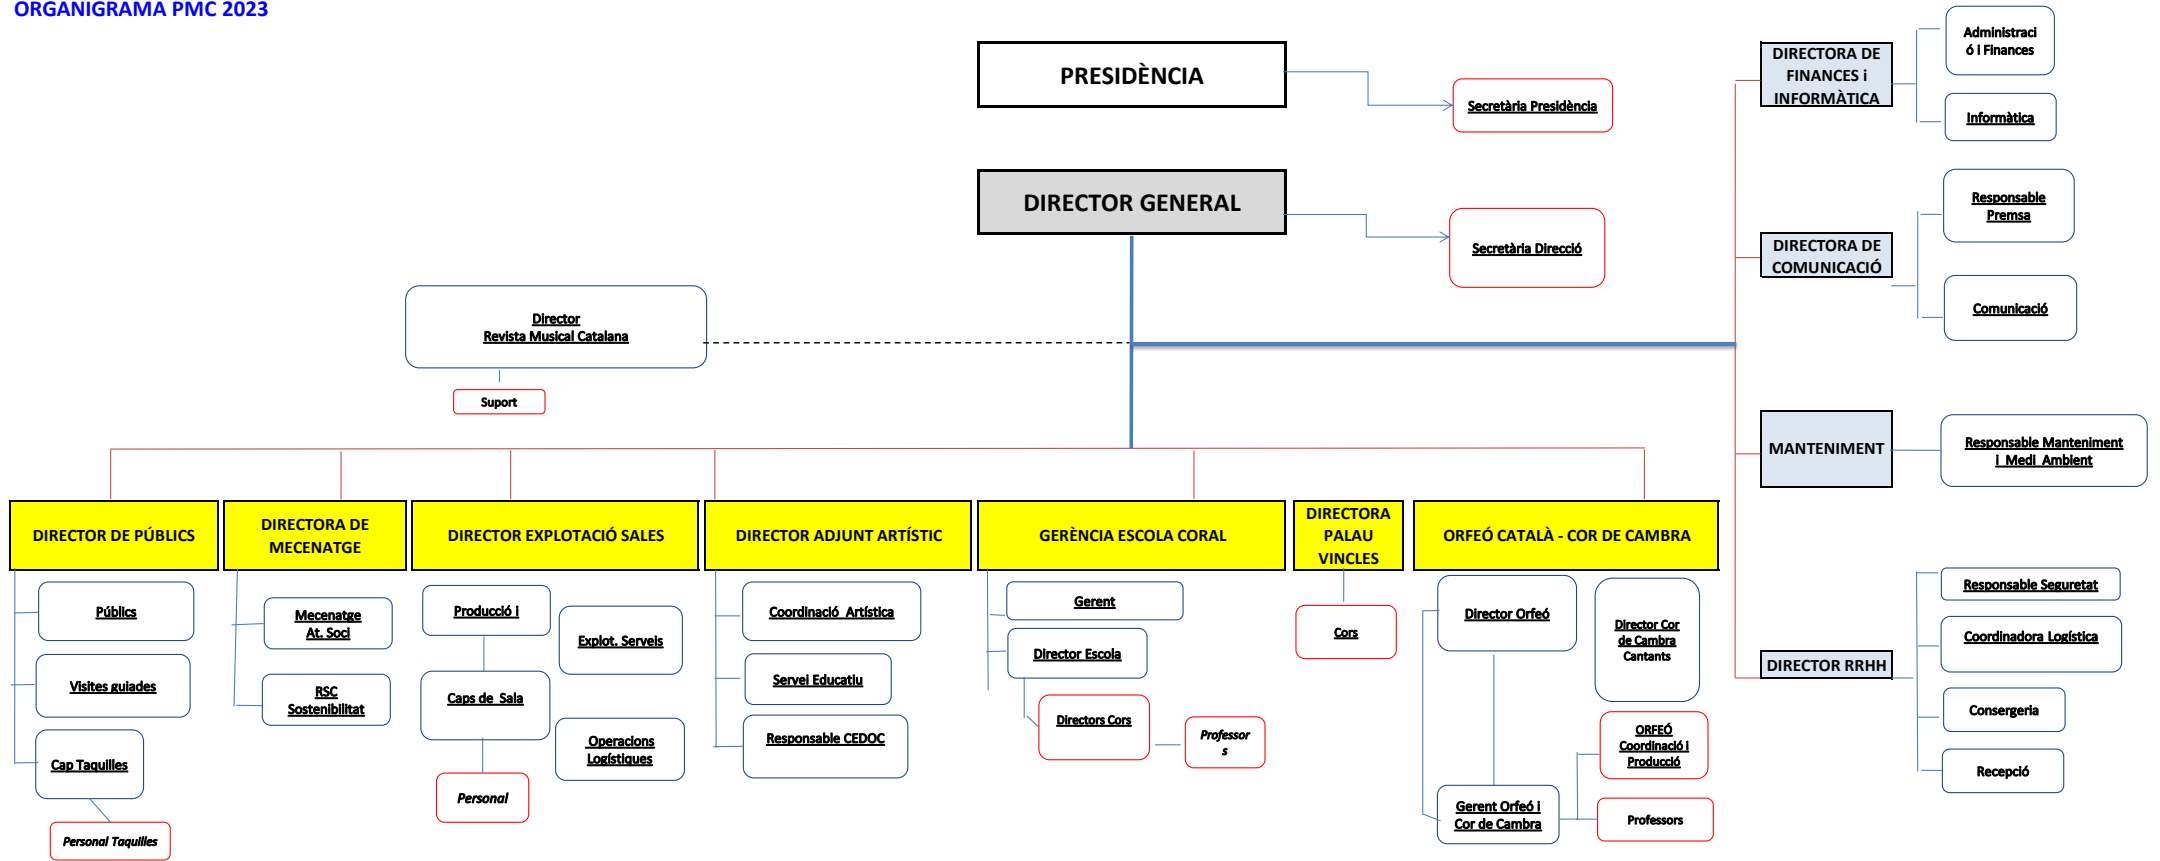 ORGANIGRAMA PMC 2023
PRESIDÈNCIA
Secretària Presidència
DIRECTOR GENERAL
Secretària Direcció
Director
Revista Musical Catalana
Suport
DIRECTORA DE
FINANCES i
INFORMÀTICA
Administraci
ó i Finances
Informàtica
DIRECTORA DE
COMUNICACIÓ
Responsable
Premsa
Comunicació
MANTENIMENT
Responsable Manteniment
i Medi Ambient
DIRECTOR RRHH
Responsable Seguretat
Coordinadora Logística
Consergeria
Recepció
DIRECTOR DE PÚBLICS
Públics
Visites guiades
Cap Taquilles
Personal Taquilles
DIRECTORA DE
MECENATGE
Mecenatge
At. Soci
RSC
Sostenibilitat
DIRECTOR EXPLOTACIÓ SALES
Producció i
Explot. Serveis
Caps de Sala
Operacions
Logístiques
Personal
DIRECTOR ADJUNT ARTÍSTIC
Coordinació Artística
Servei Educatiu
Responsable CEDOC
GERÈNCIA ESCOLA CORAL
Gerent
Director Escola
Directors Cors
Professor
s
DIRECTORA
PALAU
VINCLES
Cors
ORFEÓ CATALÀ - COR DE CAMBRA
Director Orfeó
Director Cor
de Cambra
Cantants
ORFEÓ
Coordinació i
Producció
Gerent Orfeó i
Cor de Cambra
Professors